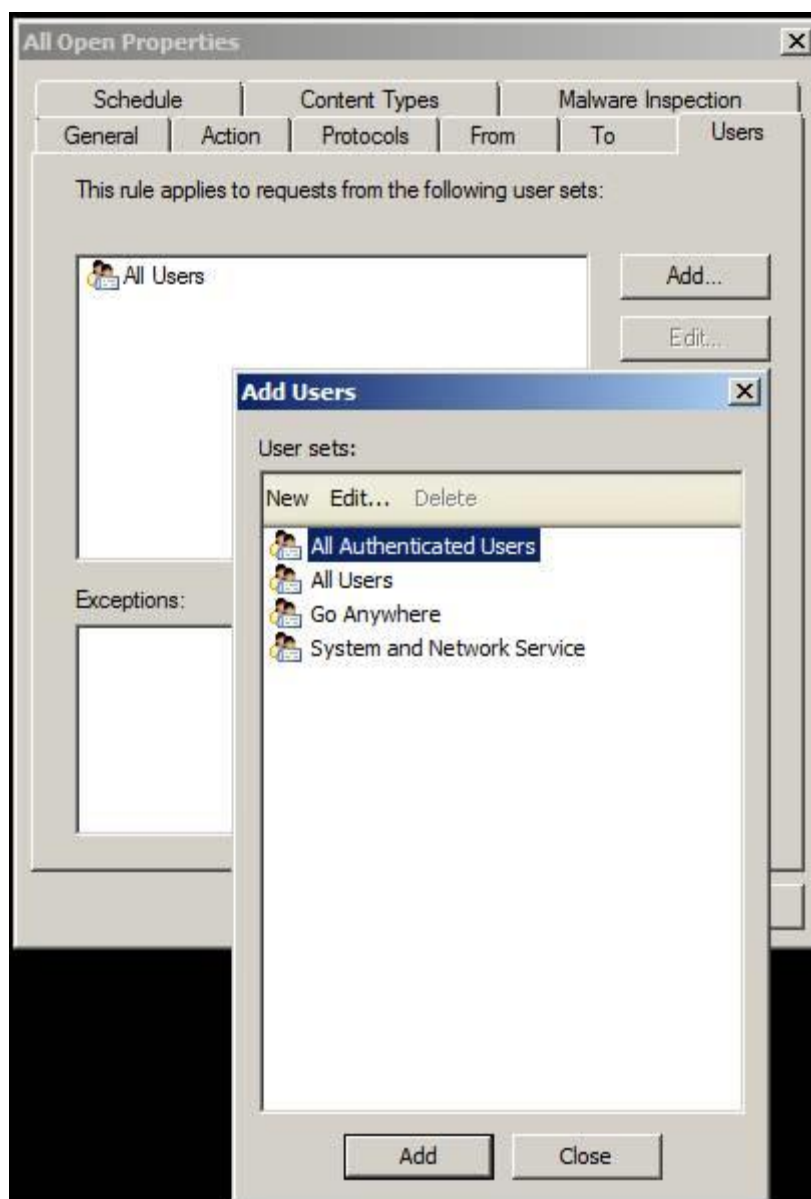 All Open Properties
Schedule Content Types Malware Inspection
General Action Protocols From To Users
This rule applies to requests from the following user sets:
All Users
Add...
Edit...
Exceptions:
Add Users
User sets:
New Edit... Delete
All Authenticated Users
All Users
Go Anywhere
System and Network Service
Add Close